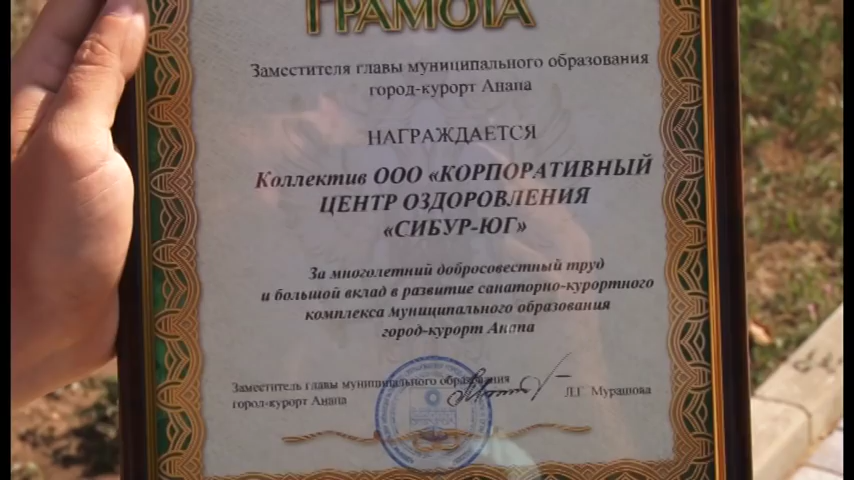 ГРАМОТА
Заместителя главы муниципального образования
город-курорт Анапа
НАГРАЖДАЕТСЯ
Коллектив ООО «КОРПОРАТИВНЫЙ
ЦЕНТР ОЗДОРОВЛЕНИЯ
«СИБУР-ЮГ»
За многолетний добросовестный труд
и большой вклад в развитие санаторно-курортного
комплекса муниципального образования
город-курорт Анапа
Заместитель главы муниципального образования
город-курорт Анапа
Л.Г. Мурашова